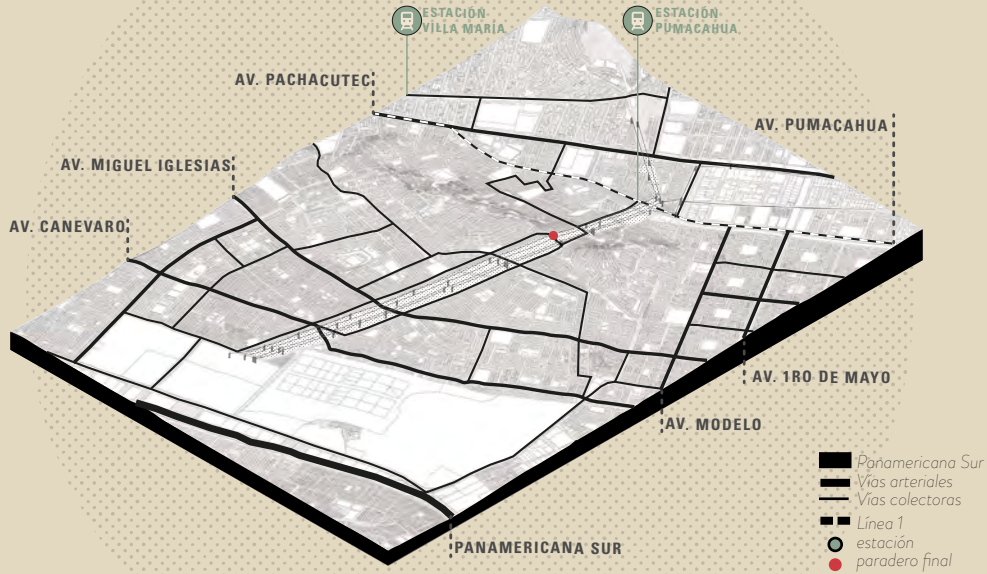 ESTACIÓN
VILLA MARÍA
ESTACIÓN
PUMACAHUA
AV. PACHACUTEC
AV. PUMACAHUA
AV. MIGUEL IGLESIAS
AV. CANEVARO
AV. 1RO DE MAYO
AV. MODELO
PANAMERICANA SUR
Panamericana Sur
Vías arteriales
Vías colectoras
Línea 1
estación
paradero final